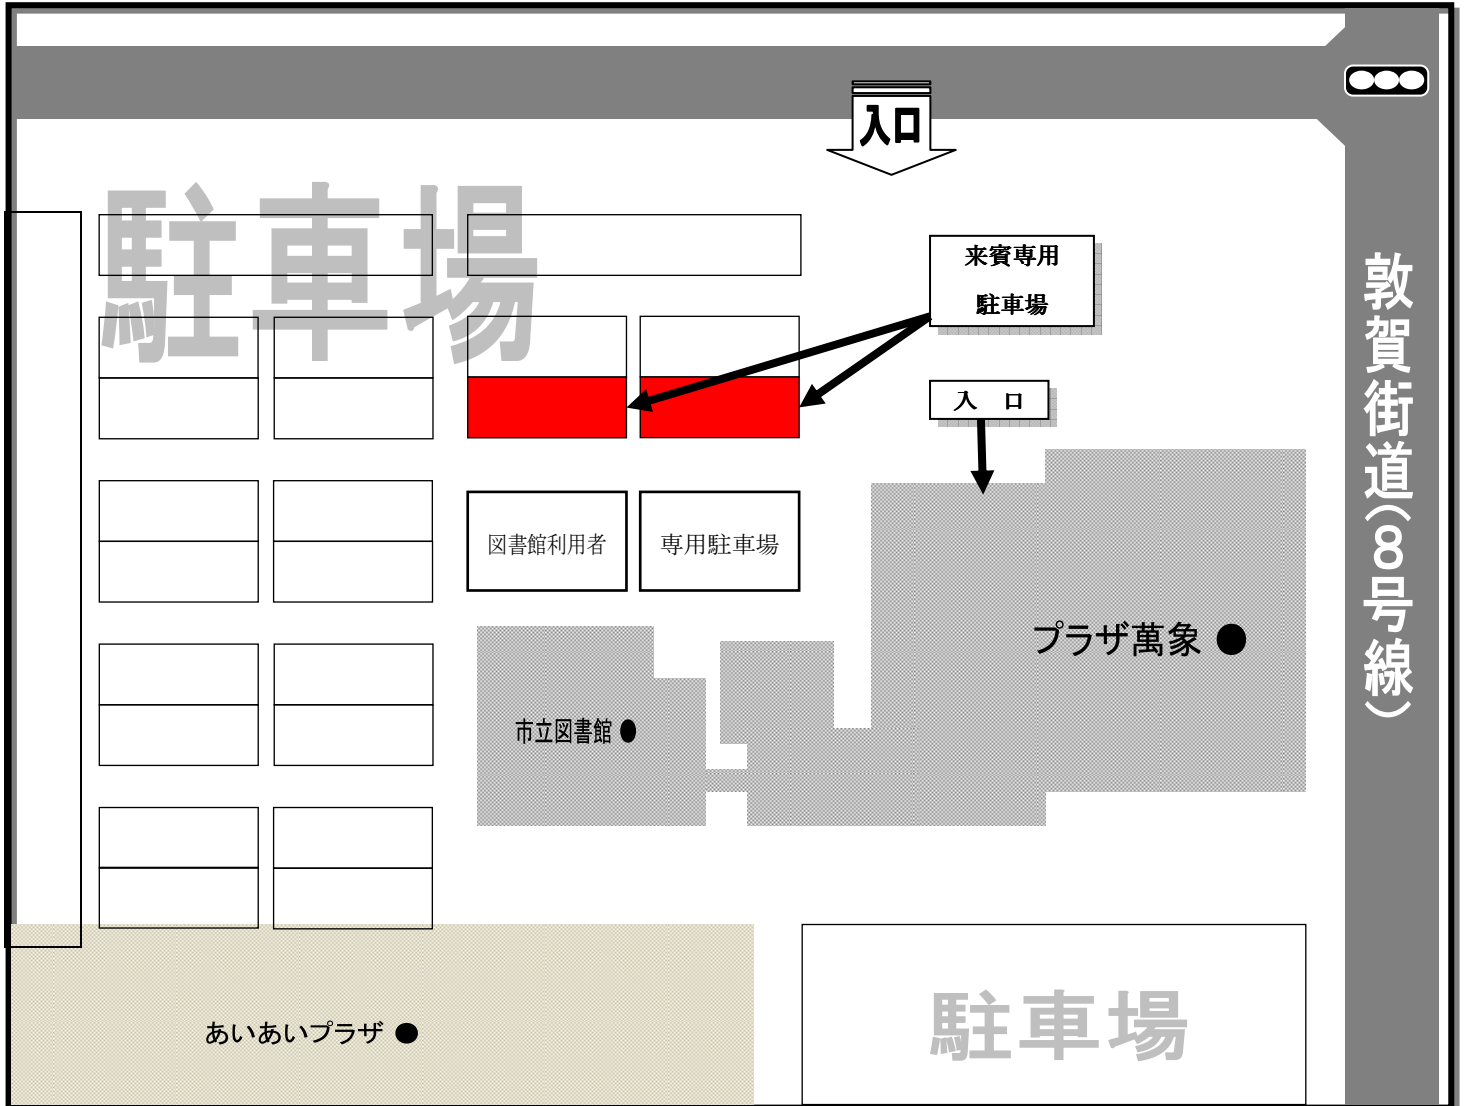 入口
駐車場
来賓専用
駐車場
敦賀街道(8号線)
入　口
図書館利用者
専用駐車場
プラザ萬象 ●
市立図書館 ●
あいあいプラザ ●
駐車場